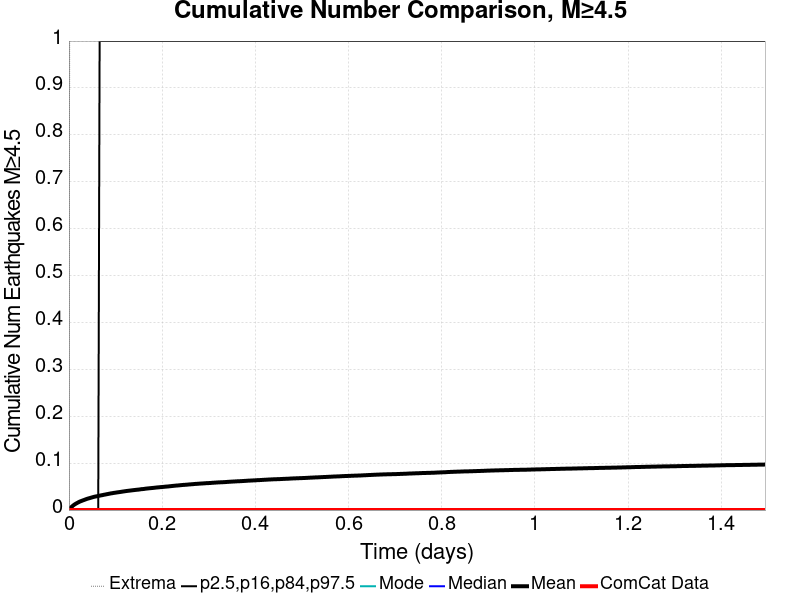 Cumulative Number Comparison, M≥4.5
Cumulative Num Earthquakes M≥4.5
1
0.9
0.8
0.7
0.6
0.5
0.4
0.3
0.2
0.1
0
0 0.2 0.4 0.6 0.8 1 1.2 1.4
Time (days)
Extrema p2.5,p16,p84,p97.5 Mode Median Mean ComCat Data